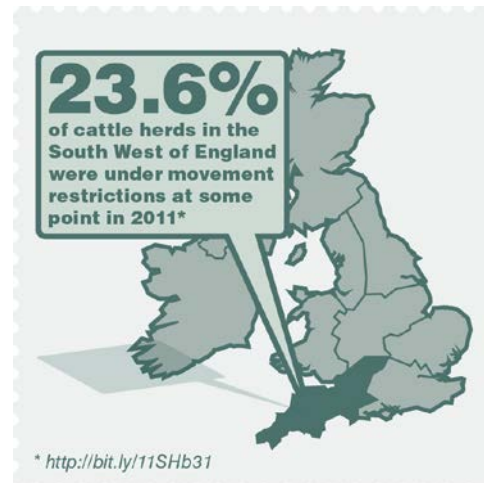 23.6%
of cattle herds in the
South West of England
were under movement
restrictions at some
point in 2011*
* http://bit.ly/11SHb31